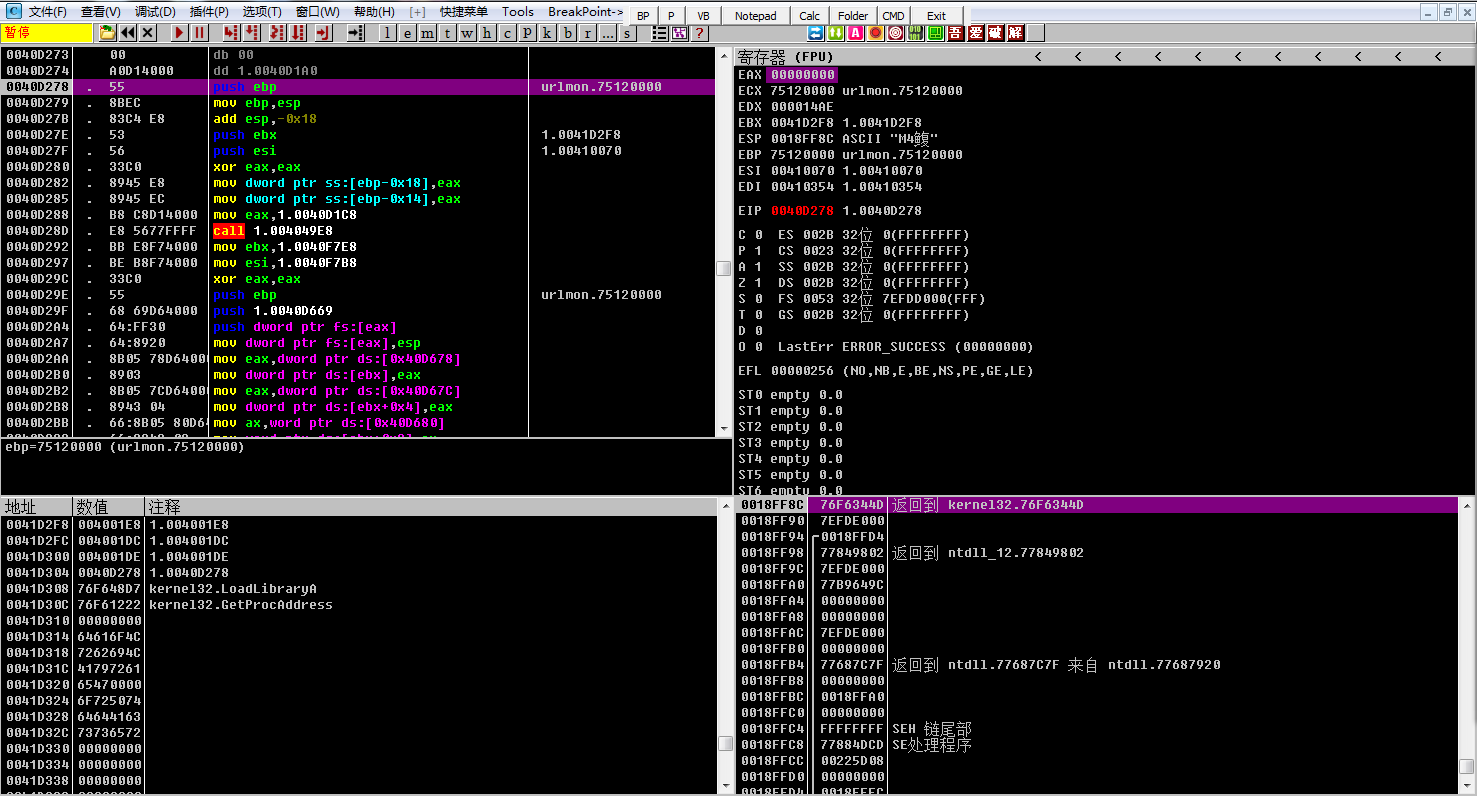 文件(F) 查看(V) 调试(D) 插件(P) 选项(T) 窗口(W) 帮助(H) [+] 快捷菜单 Tools BreakPoint->
BP P VB Notepad Calc Folder CMD Exit
暂停 l e m t w h c P k b r ... s ? A 吾 爱 破 解
0040D273 00 db 00
0040D274 A0D14000 dd 1.0040D1A0
0040D278 . 55 push ebp urlmon.75120000
0040D279 . 8BEC mov ebp,esp
0040D27B . 83C4 E8 add esp,-0x18
0040D27E . 53 push ebx 1.0041D2F8
0040D27F . 56 push esi 1.00410070
0040D280 . 33C0 xor eax,eax
0040D282 . 8945 E8 mov dword ptr ss:[ebp-0x18],eax
0040D285 . 8945 EC mov dword ptr ss:[ebp-0x14],eax
0040D288 . B8 C8D14000 mov eax,1.0040D1C8
0040D28D . E8 5677FFFF call 1.004049E8
0040D292 . BB E8F74000 mov ebx,1.0040F7E8
0040D297 . BE B8F74000 mov esi,1.0040F7B8
0040D29C . 33C0 xor eax,eax
0040D29E . 55 push ebp urlmon.75120000
0040D29F . 68 69D64000 push 1.0040D669
0040D2A4 . 64:FF30 push dword ptr fs:[eax]
0040D2A7 . 64:8920 mov dword ptr fs:[eax],esp
0040D2AA . 8B05 78D6400 mov eax,dword ptr ds:[0x40D678]
0040D2B0 . 8903 mov dword ptr ds:[ebx],eax
0040D2B2 . 8B05 7CD6400 mov eax,dword ptr ds:[0x40D67C]
0040D2B8 . 8943 04 mov dword ptr ds:[ebx+0x4],eax
0040D2BB . 66:8B05 80D6 mov ax,word ptr ds:[0x40D680]
ebp=75120000 (urlmon.75120000)
寄存器 (FPU) < < < < < < < < < < <
EAX 00000000
ECX 75120000 urlmon.75120000
EDX 000014AE
EBX 0041D2F8 1.0041D2F8
ESP 0018FF8C ASCII "M4鰒"
EBP 75120000 urlmon.75120000
ESI 00410070 1.00410070
EDI 00410354 1.00410354
EIP 0040D278 1.0040D278
C 0 ES 002B 32位 0(FFFFFFFF)
P 1 CS 0023 32位 0(FFFFFFFF)
A 1 SS 002B 32位 0(FFFFFFFF)
Z 1 DS 002B 32位 0(FFFFFFFF)
S 0 FS 0053 32位 7EFDD000(FFF)
T 0 GS 002B 32位 0(FFFFFFFF)
D 0
O 0 LastErr ERROR_SUCCESS (00000000)
EFL 00000256 (NO,NB,E,BE,NS,PE,GE,LE)
ST0 empty 0.0
ST1 empty 0.0
ST2 empty 0.0
ST3 empty 0.0
ST4 empty 0.0
ST5 empty 0.0
ST6 empty 0.0
地址 数值 注释
0041D2F8 004001E8 1.004001E8
0041D2FC 004001DC 1.004001DC
0041D300 004001DE 1.004001DE
0041D304 0040D278 1.0040D278
0041D308 76F648D7 kernel32.LoadLibraryA
0041D30C 76F61222 kernel32.GetProcAddress
0041D310 00000000
0041D314 64616F4C
0041D318 7262694C
0041D31C 41797261
0041D320 65470000
0041D324 6F725074
0041D328 64644163
0041D32C 73736572
0041D330 00000000
0041D334 00000000
0041D338 00000000
0018FF8C 76F6344D 返回到 kernel32.76F6344D
0018FF90 7EFDE000
0018FF94 0018FFD4
0018FF98 77849802 返回到 ntdll_12.77849802
0018FF9C 7EFDE000
0018FFA0 77B9649C
0018FFA4 00000000
0018FFA8 00000000
0018FFAC 7EFDE000
0018FFB0 00000000
0018FFB4 77687C7F 返回到 ntdll.77687C7F 来自 ntdll.77687920
0018FFB8 00000000
0018FFBC 0018FFA0
0018FFC0 00000000
0018FFC4 FFFFFFFF SEH 链尾部
0018FFC8 77884DCD SE处理程序
0018FFCC 00225D08
0018FFD0 00000000
0018FFD4 0018FFEC